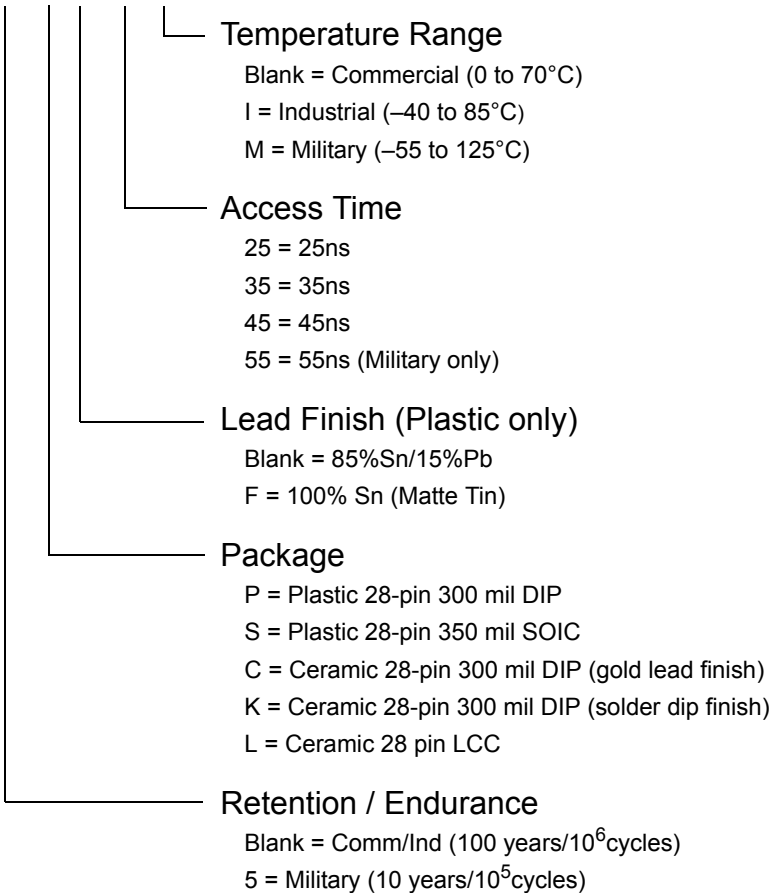 Temperature Range
Blank = Commercial (0 to 70°C)
I = Industrial (–40 to 85°C)
M = Military (–55 to 125°C)
Access Time
25 = 25ns
35 = 35ns
45 = 45ns
55 = 55ns (Military only)
Lead Finish (Plastic only)
Blank = 85%Sn/15%Pb
F = 100% Sn (Matte Tin)
Package
P = Plastic 28-pin 300 mil DIP
S = Plastic 28-pin 350 mil SOIC
C = Ceramic 28-pin 300 mil DIP (gold lead finish)
K = Ceramic 28-pin 300 mil DIP (solder dip finish)
L = Ceramic 28 pin LCC
Retention / Endurance
Blank = Comm/Ind (100 years/10⁶cycles)
5 = Military (10 years/10⁵cycles)